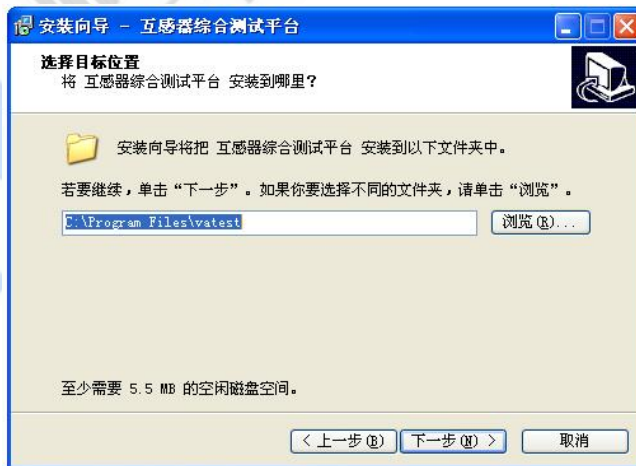 安装向导 - 互感器综合测试平台
选择目标位置
将 互感器综合测试平台 安装到哪里？
安装向导将把 互感器综合测试平台 安装到以下文件夹中。
若要继续，单击“下一步”。如果你要选择不同的文件夹，请单击“浏览”。
C:\Program Files\vatest
浏览(R)...
至少需要 5.5 MB 的空闲磁盘空间。
< 上一步(B) 下一步(N) > 取消